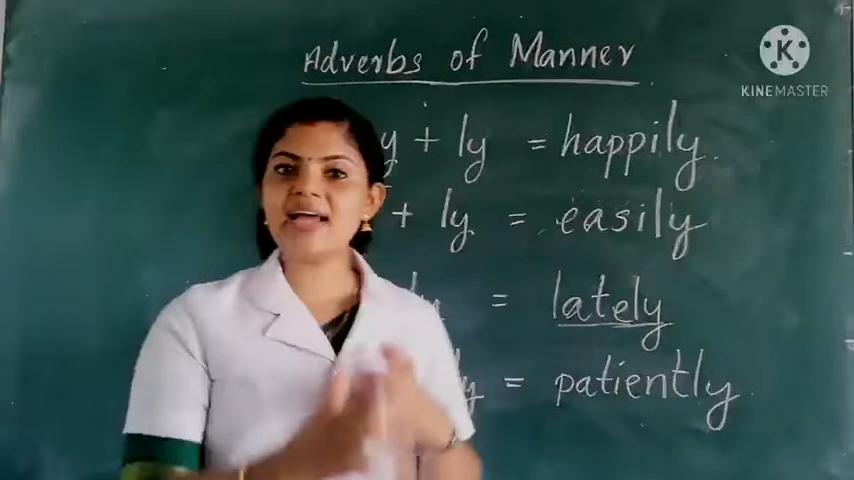 Adverbs of Manner
K
KINEMASTER
y + ly = happily
+ ly = easily
= lately
y = patiently